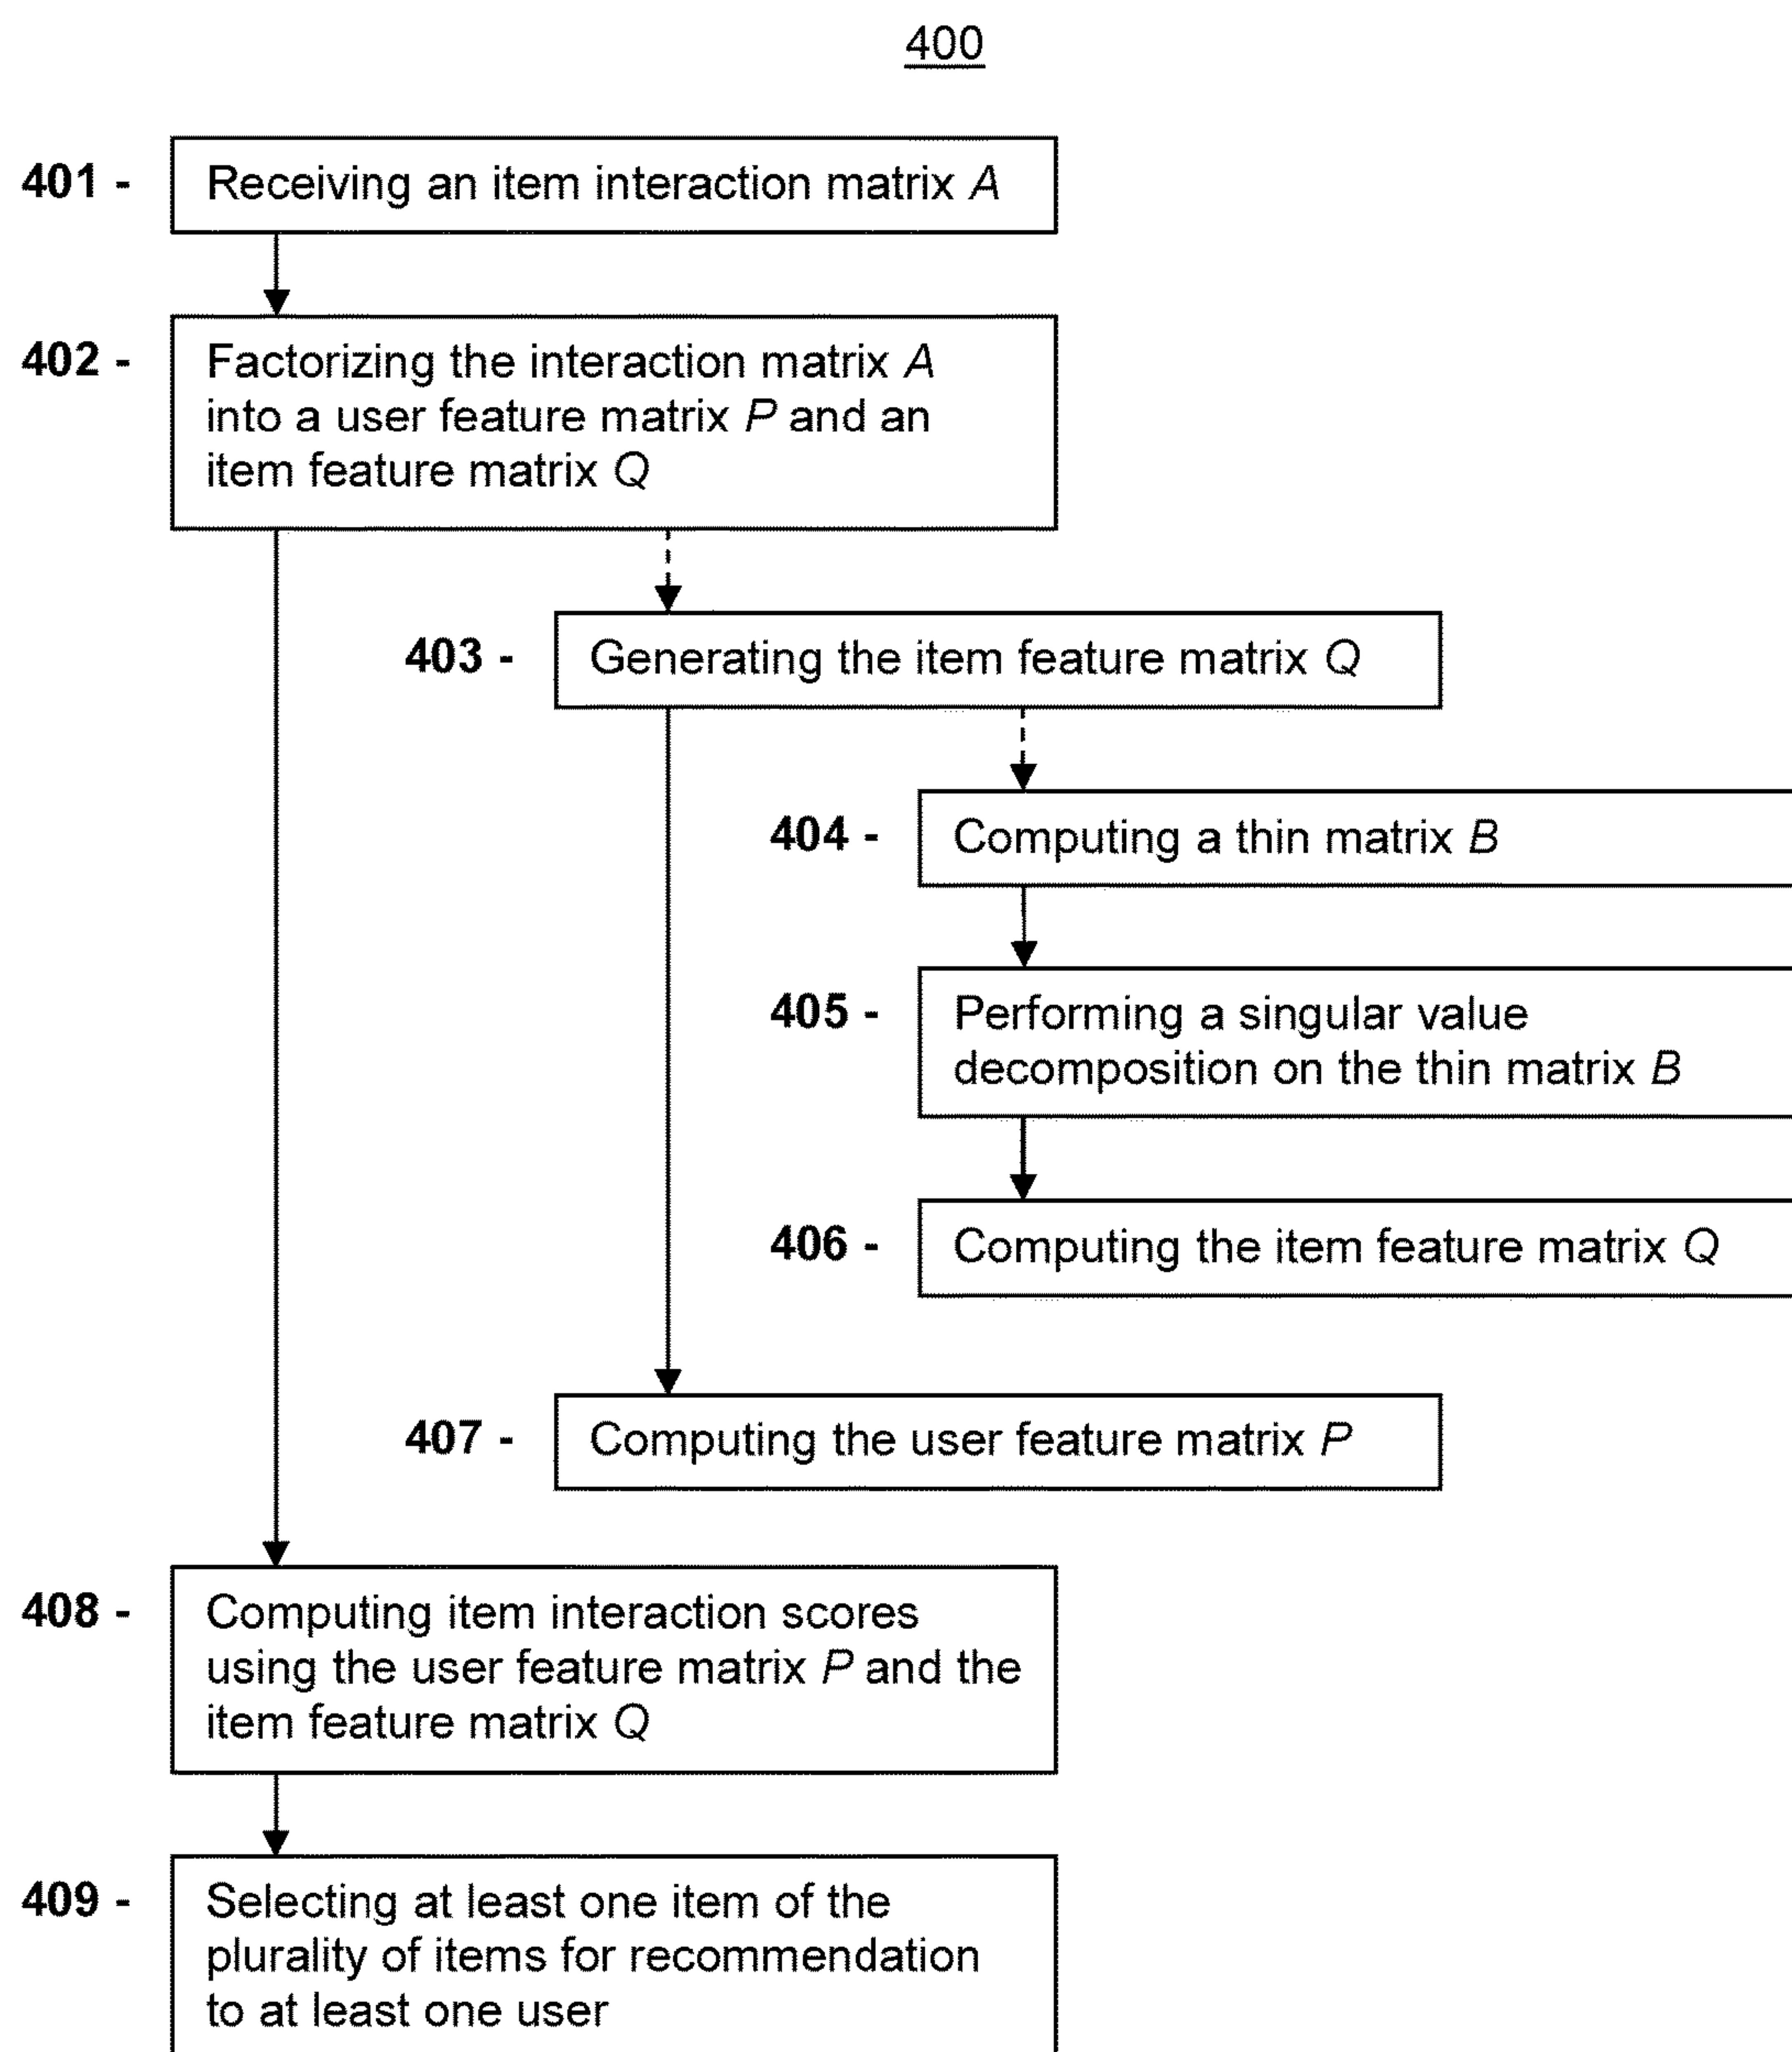 400
401 - Receiving an item interaction matrix A
402 - Factorizing the interaction matrix A
into a user feature matrix P and an
item feature matrix Q
403 - Generating the item feature matrix Q
404 - Computing a thin matrix B
405 - Performing a singular value
decomposition on the thin matrix B
406 - Computing the item feature matrix Q
407 - Computing the user feature matrix P
408 - Computing item interaction scores
using the user feature matrix P and the
item feature matrix Q
409 - Selecting at least one item of the
plurality of items for recommendation
to at least one user